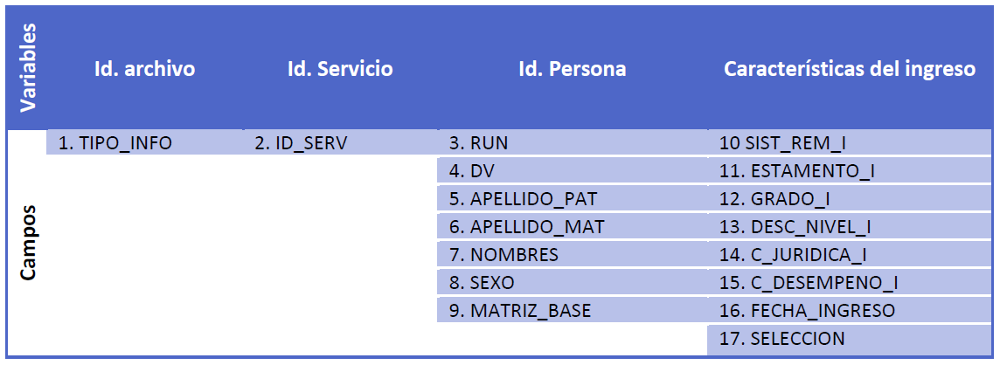 Variables Id. archivo Id. Servicio Id. Persona Características del ingreso
Campos
1. TIPO_INFO 2. ID_SERV 3. RUN 10 SIST_REM_I
4. DV 11. ESTAMENTO_I
5. APELLIDO_PAT 12. GRADO_I
6. APELLIDO_MAT 13. DESC_NIVEL_I
7. NOMBRES 14. C_JURIDICA_I
8. SEXO 15. C_DESEMPENO_I
9. MATRIZ_BASE 16. FECHA_INGRESO
17. SELECCION